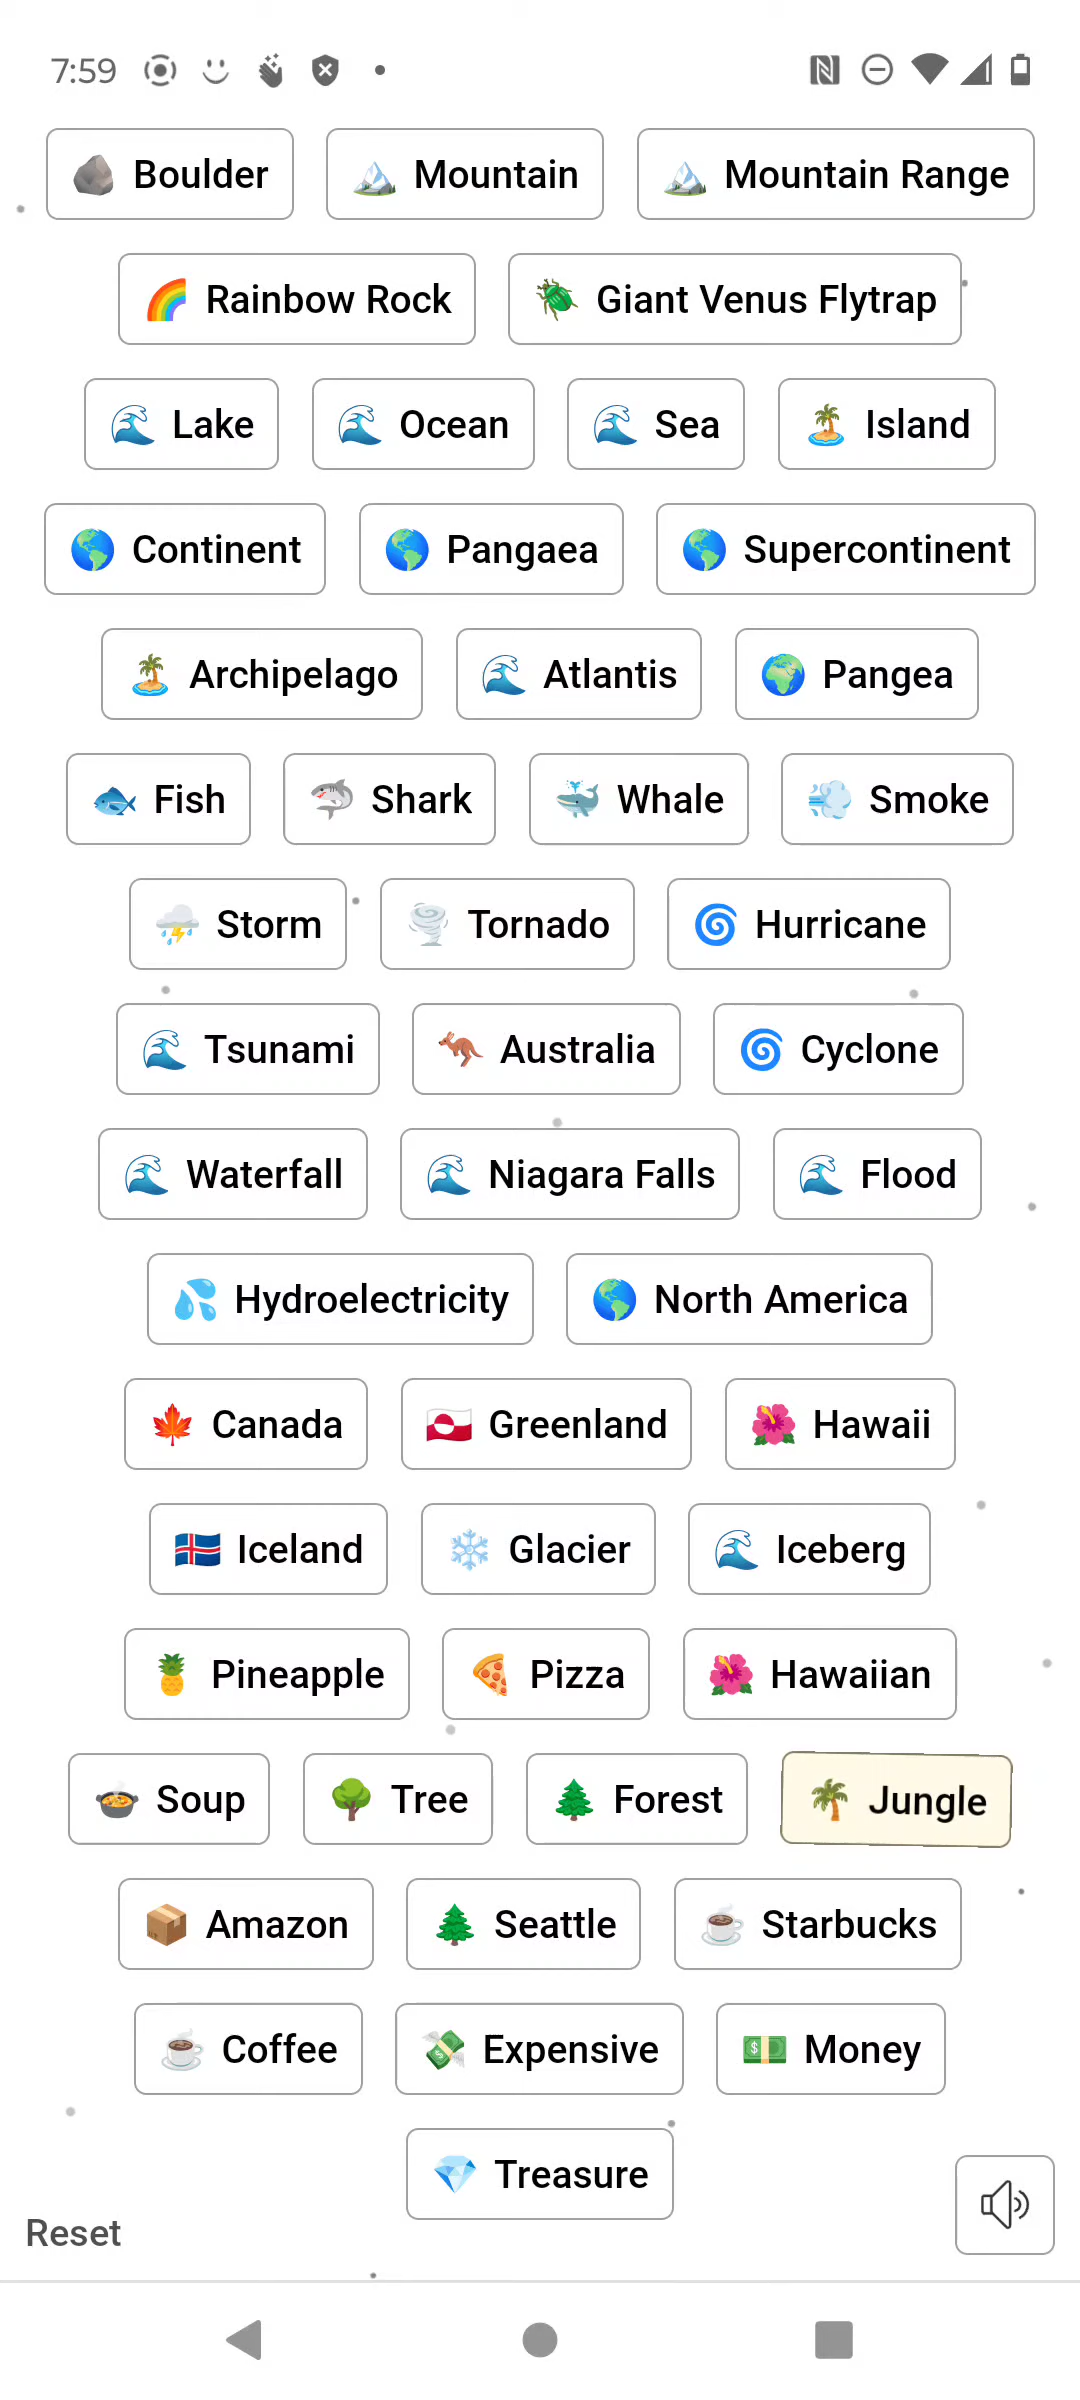 7:59
Boulder Mountain Mountain Range
Rainbow Rock Giant Venus Flytrap
Lake Ocean Sea Island
Continent Pangaea Supercontinent
Archipelago Atlantis Pangea
Fish Shark Whale Smoke
Storm Tornado Hurricane
Tsunami Australia Cyclone
Waterfall Niagara Falls Flood
Hydroelectricity North America
Canada Greenland Hawaii
Iceland Glacier Iceberg
Pineapple Pizza Hawaiian
Soup Tree Forest Jungle
Amazon Seattle Starbucks
Coffee Expensive Money
Treasure
Reset